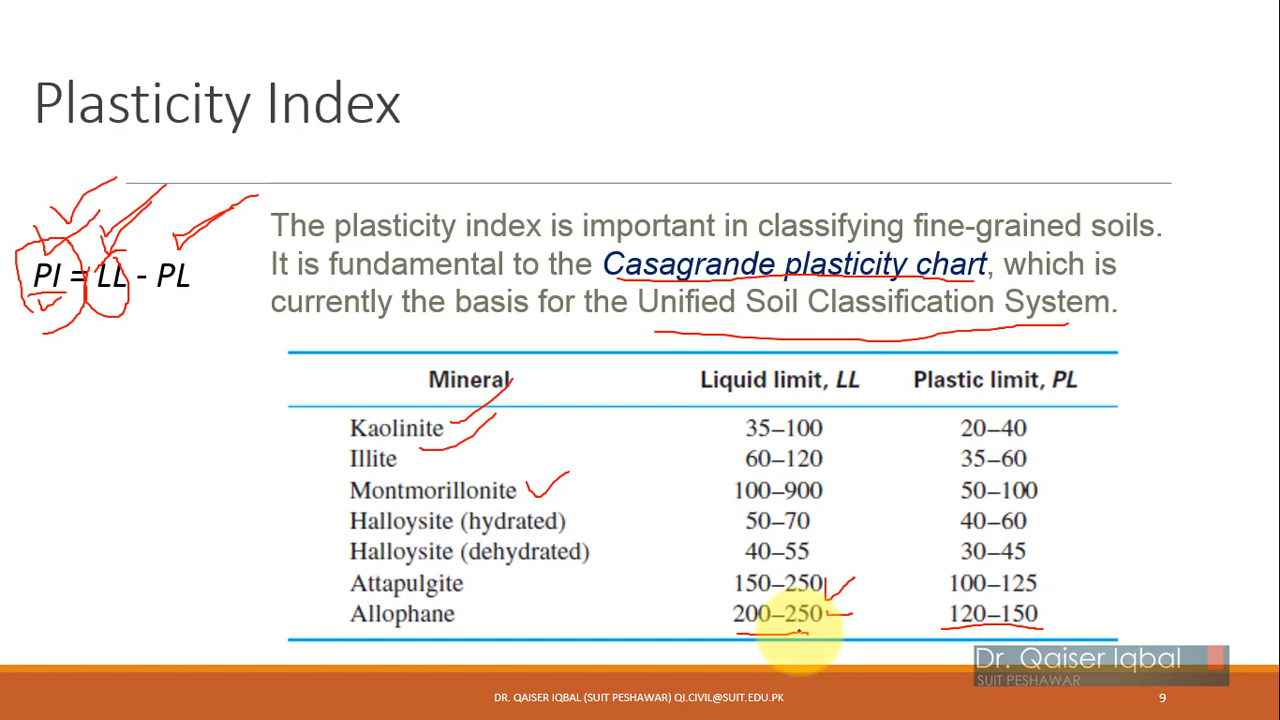 Plasticity Index
PI = LL - PL
The plasticity index is important in classifying fine-grained soils.
It is fundamental to the Casagrande plasticity chart, which is
currently the basis for the Unified Soil Classification System.
Mineral Liquid limit, LL Plastic limit, PL
Kaolinite 35–100 20–40
Illite 60–120 35–60
Montmorillonite 100–900 50–100
Halloysite (hydrated) 50–70 40–60
Halloysite (dehydrated) 40–55 30–45
Attapulgite 150–250 100–125
Allophane 200–250 120–150
Dr. Qaiser Iqbal
SUIT PESHAWAR
DR. QAISER IQBAL (SUIT PESHAWAR) QI.CIVIL@SUIT.EDU.PK 9